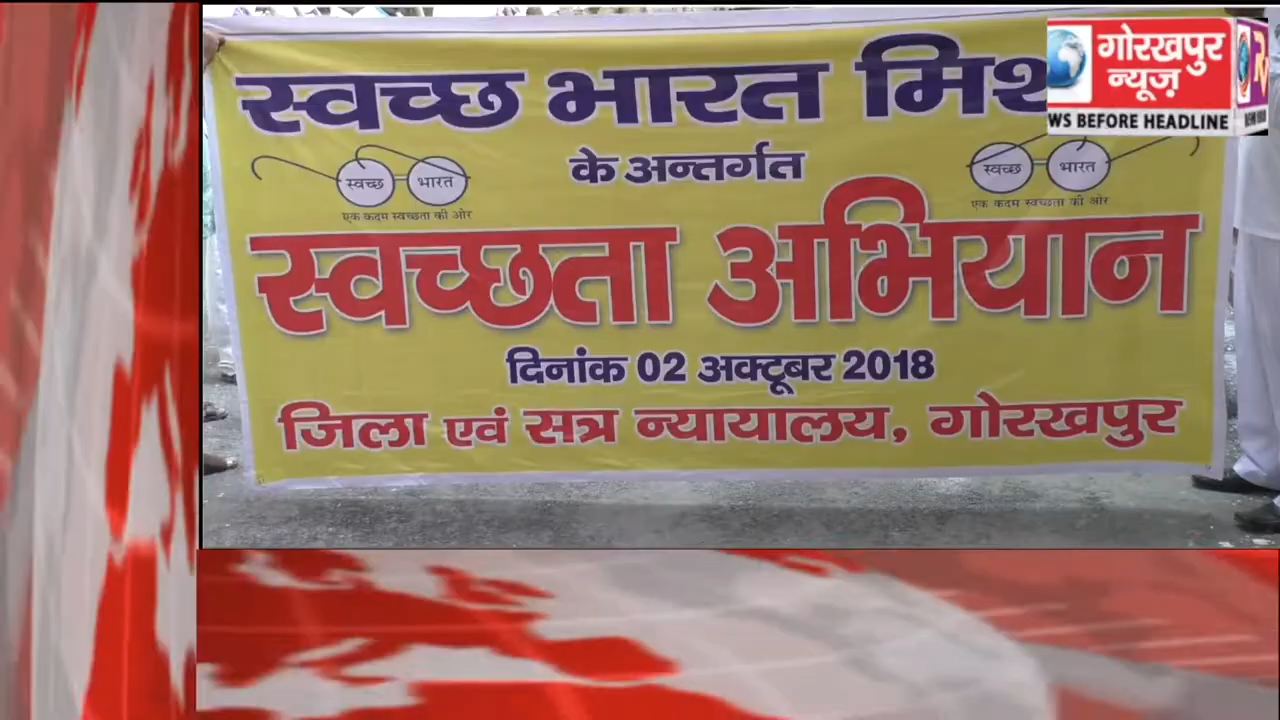 स्वच्छ भारत
गोरखपुर
न्यूज़
BEFORE HEADLINE
के अन्तर्गत
स्वच्छ भारत
एक कदम स्वच्छता की ओर
स्वच्छ भारत
एक कदम स्वच्छता की ओर
स्वच्छता अभियान
दिनांक 02 अक्टूबर 2018
जिला एवं सत्र न्यायालय, गोरखपुर